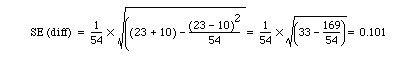 SE (diff) = 1/54 × √((23 + 10) − (23 − 10)²/54) = 1/54 × √(33 − 169/54) = 0.101